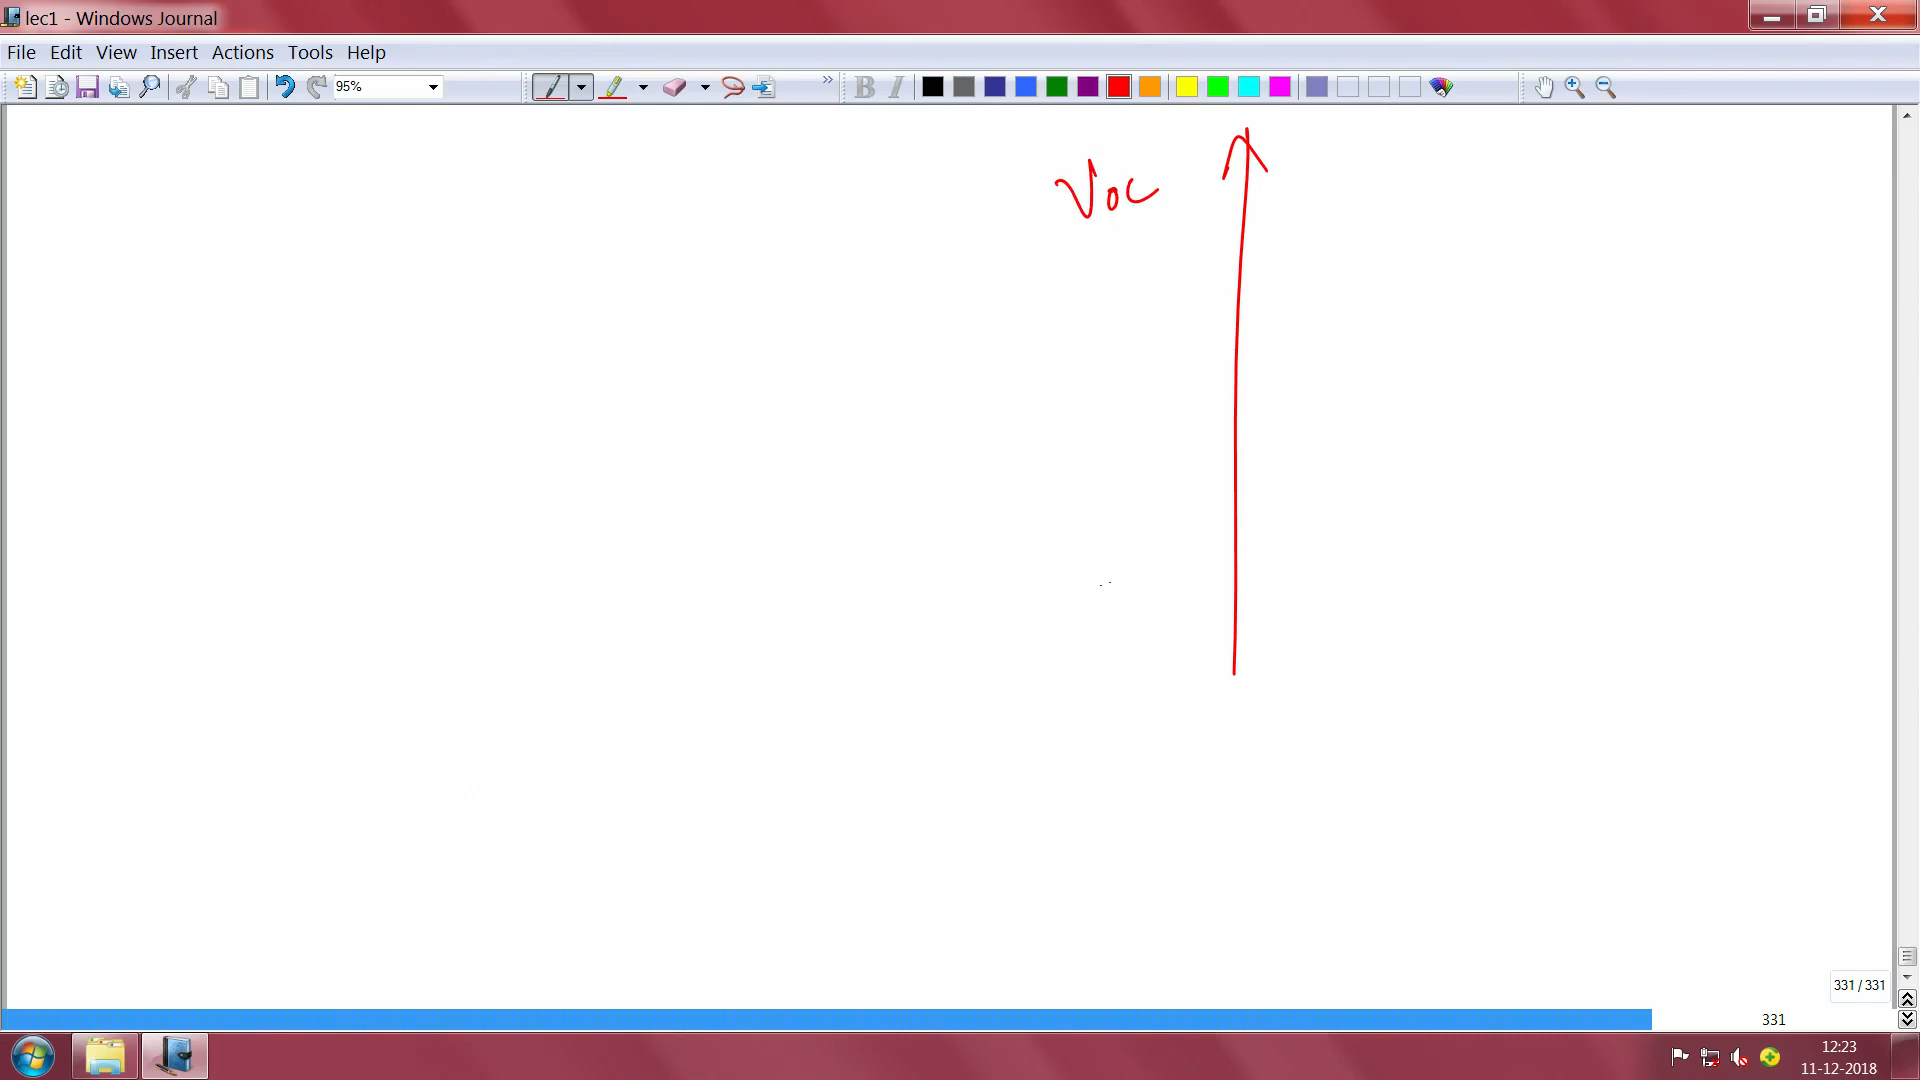 lec1 - Windows Journal
File Edit View Insert Actions Tools Help
95%
B I
Voc
331 / 331
331
12:23
11-12-2018